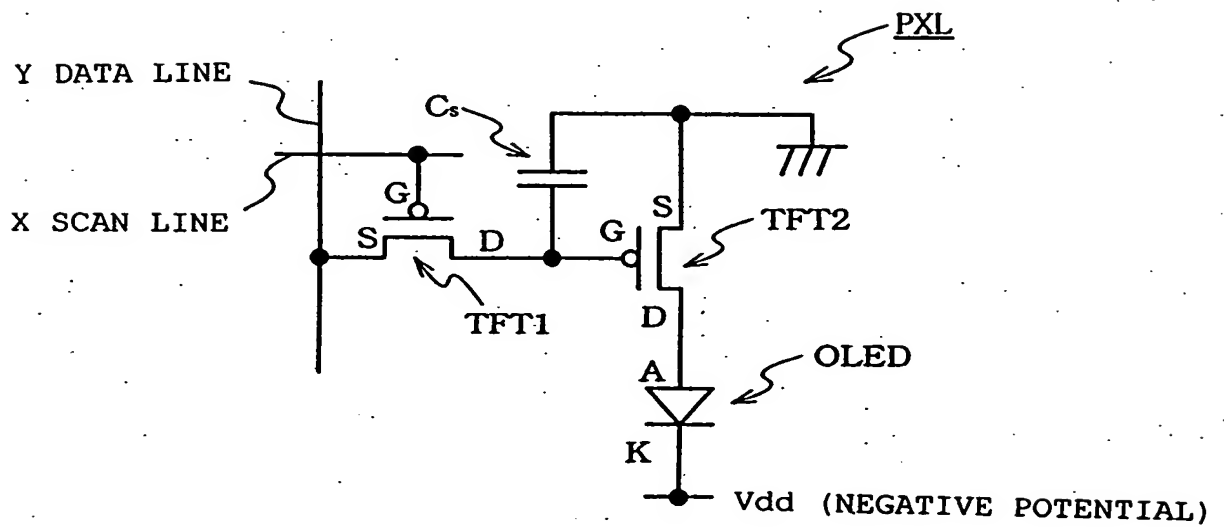 PXL
Y DATA LINE
Cs
G
X SCAN LINE
S
D
G
S
TFT2
TFT1
D
A
OLED
K
Vdd (NEGATIVE POTENTIAL)